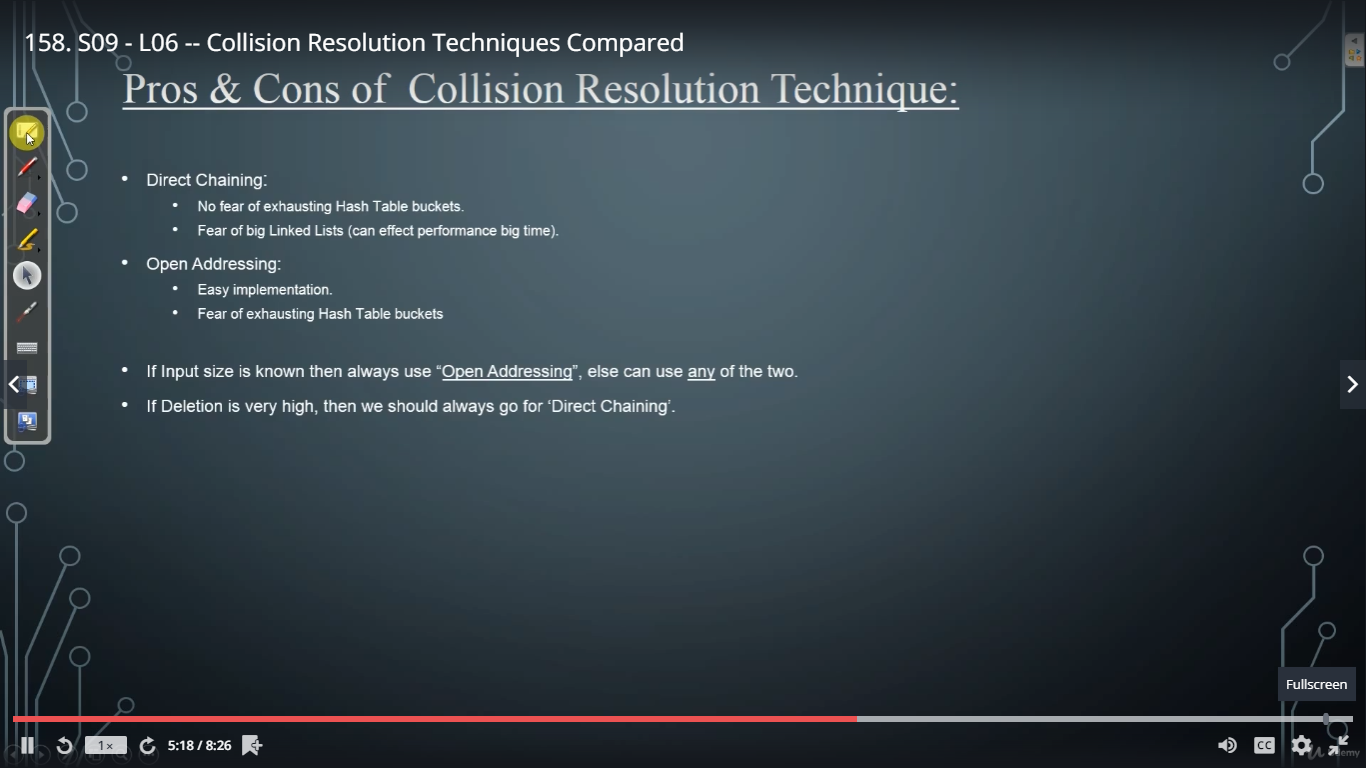 158. S09 - L06 -- Collision Resolution Techniques Compared
Pros & Cons of Collision Resolution Technique:
• Direct Chaining:
• No fear of exhausting Hash Table buckets.
• Fear of big Linked Lists (can effect performance big time).
• Open Addressing:
• Easy implementation.
• Fear of exhausting Hash Table buckets
• If Input size is known then always use “Open Addressing”, else can use any of the two.
• If Deletion is very high, then we should always go for ‘Direct Chaining’.
Fullscreen
1× 5:18 / 8:26 CC